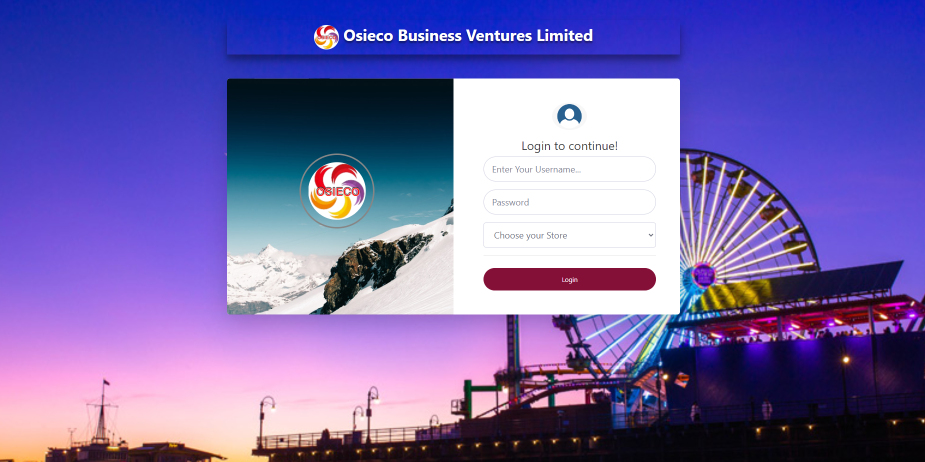 Osieco Business Ventures Limited
OSIECO
Login to continue!
Enter Your Username...
Password
Choose your Store
Login